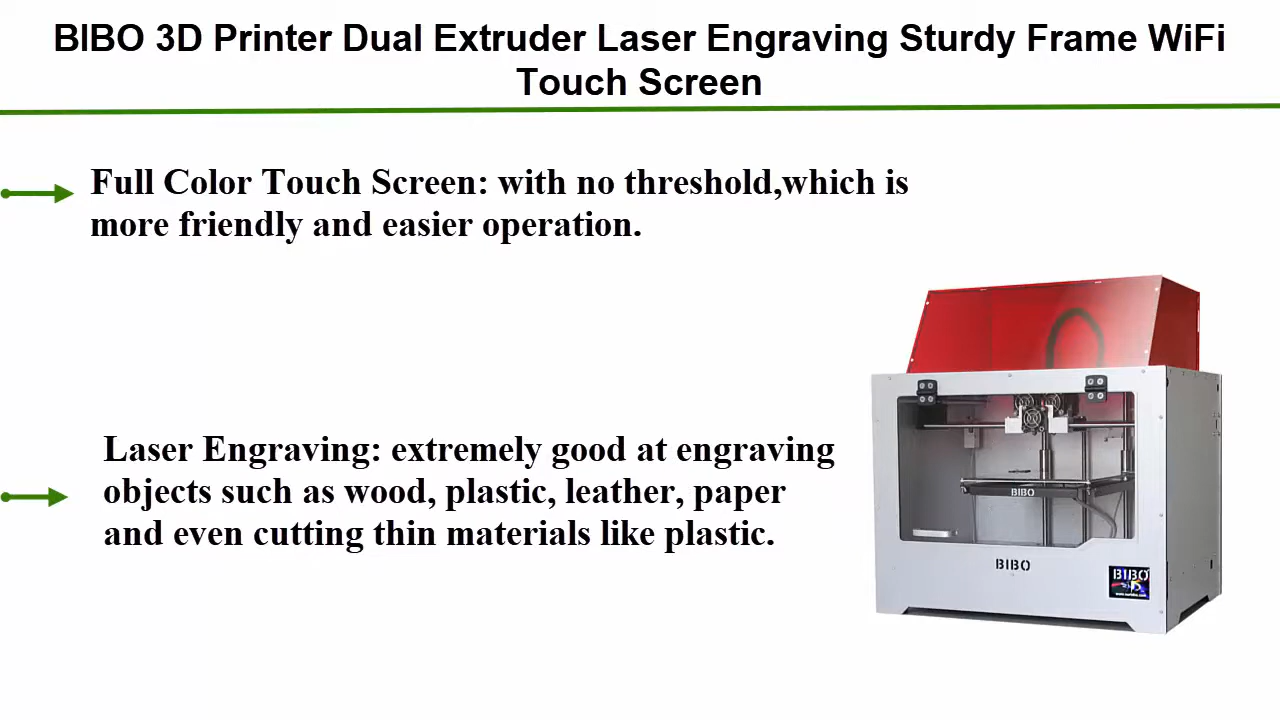 BIBO 3D Printer Dual Extruder Laser Engraving Sturdy Frame WiFi
Touch Screen
Full Color Touch Screen: with no threshold,which is
more friendly and easier operation.
Laser Engraving: extremely good at engraving
objects such as wood, plastic, leather, paper
and even cutting thin materials like plastic.
BIBO
BIBO
BIBO